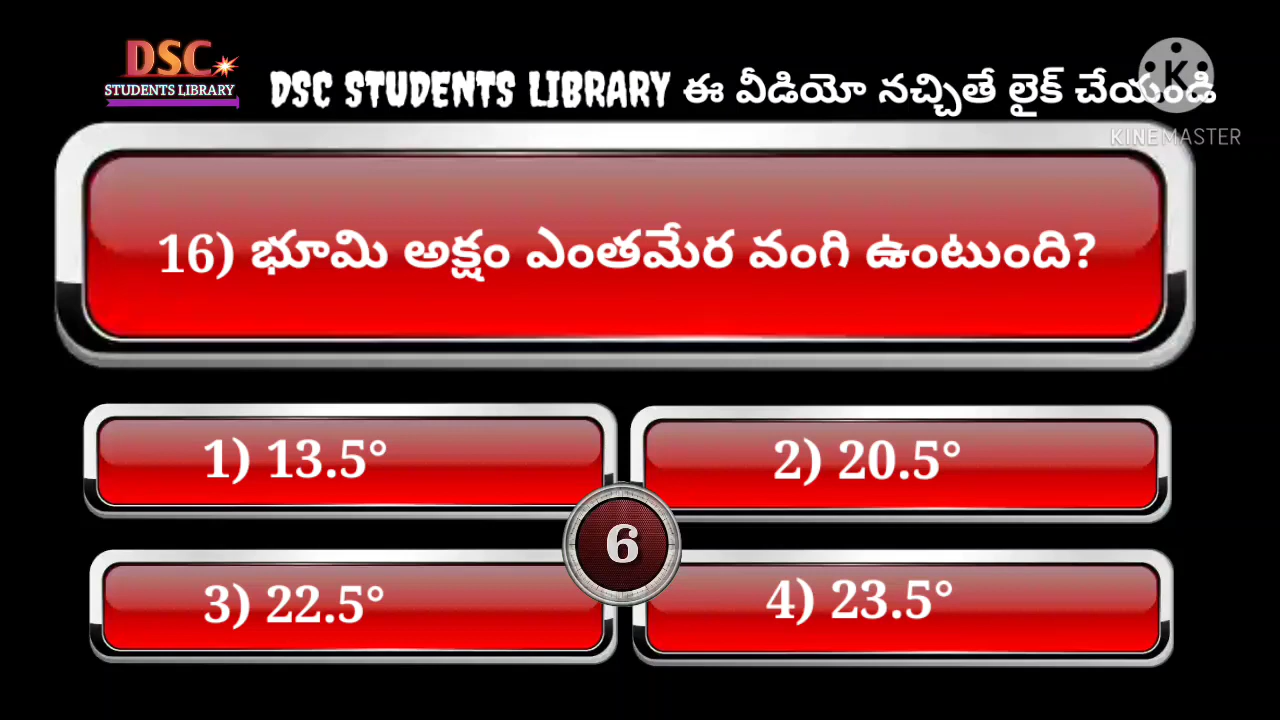 DSC
STUDENTS LIBRARY
DSC STUDENTS LIBRARY ఈ వీడియో నచ్చితే లైక్ చేయండి
K
KINEMASTER
16) భూమి అక్షం ఎంతమేర వంగి ఉంటుంది?
1) 13.5°
2) 20.5°
6
3) 22.5°
4) 23.5°